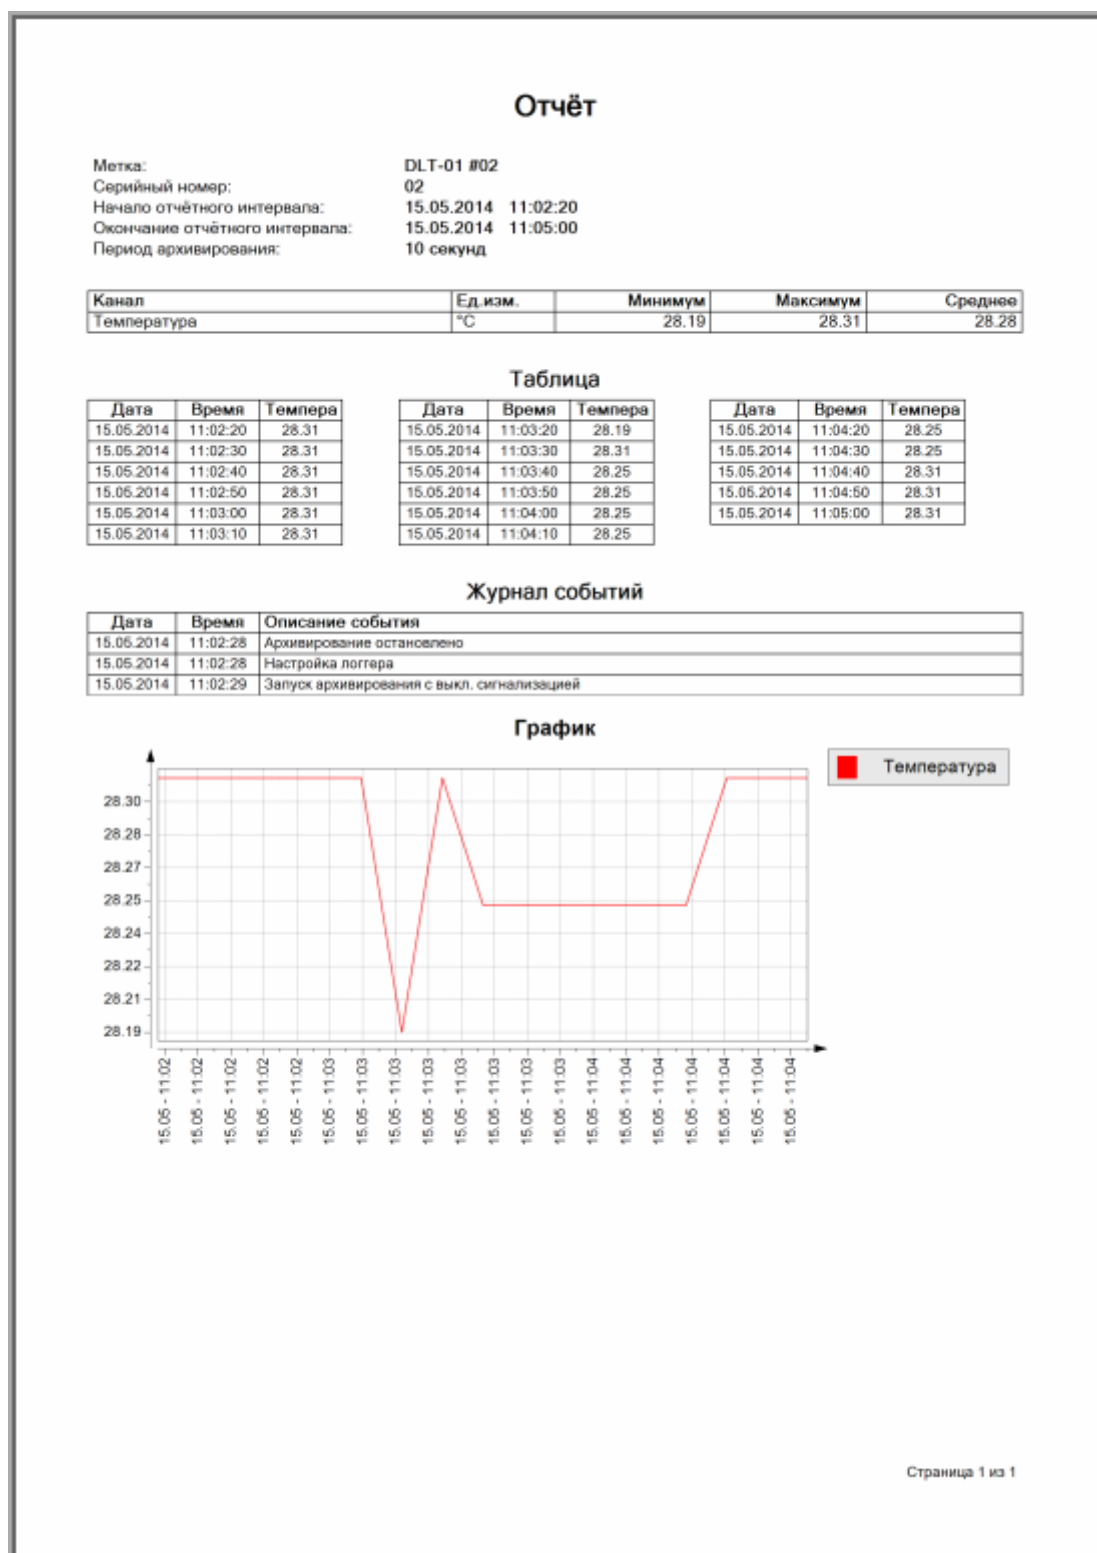 Отчёт
Метка: DLT-01 #02
Серийный номер: 02
Начало отчётного интервала: 15.05.2014 11:02:20
Окончание отчётного интервала: 15.05.2014 11:05:00
Период архивирования: 10 секунд
Канал Ед.изм. Минимум Максимум Среднее
Температура °C 28.19 28.31 28.28
Таблица
Дата Время Темпера Дата Время Темпера Дата Время Темпера
15.05.2014 11:02:20 28.31 15.05.2014 11:03:20 28.19 15.05.2014 11:04:20 28.25
15.05.2014 11:02:30 28.31 15.05.2014 11:03:30 28.31 15.05.2014 11:04:30 28.25
15.05.2014 11:02:40 28.31 15.05.2014 11:03:40 28.25 15.05.2014 11:04:40 28.31
15.05.2014 11:02:50 28.31 15.05.2014 11:03:50 28.25 15.05.2014 11:04:50 28.31
15.05.2014 11:03:00 28.31 15.05.2014 11:04:00 28.25 15.05.2014 11:05:00 28.31
15.05.2014 11:03:10 28.31 15.05.2014 11:04:10 28.25
Журнал событий
Дата Время Описание события
15.05.2014 11:02:28 Архивирование остановлено
15.05.2014 11:02:28 Настройка логгера
15.05.2014 11:02:29 Запуск архивирования с выкл. сигнализацией
График
Температура
28.30
28.28
28.27
28.25
28.24
28.22
28.21
28.19
15.05 - 11:02
15.05 - 11:02
15.05 - 11:02
15.05 - 11:02
15.05 - 11:02
15.05 - 11:03
15.05 - 11:03
15.05 - 11:03
15.05 - 11:03
15.05 - 11:03
15.05 - 11:03
15.05 - 11:03
15.05 - 11:03
15.05 - 11:04
15.05 - 11:04
15.05 - 11:04
15.05 - 11:04
15.05 - 11:04
15.05 - 11:04
15.05 - 11:04
Страница 1 из 1